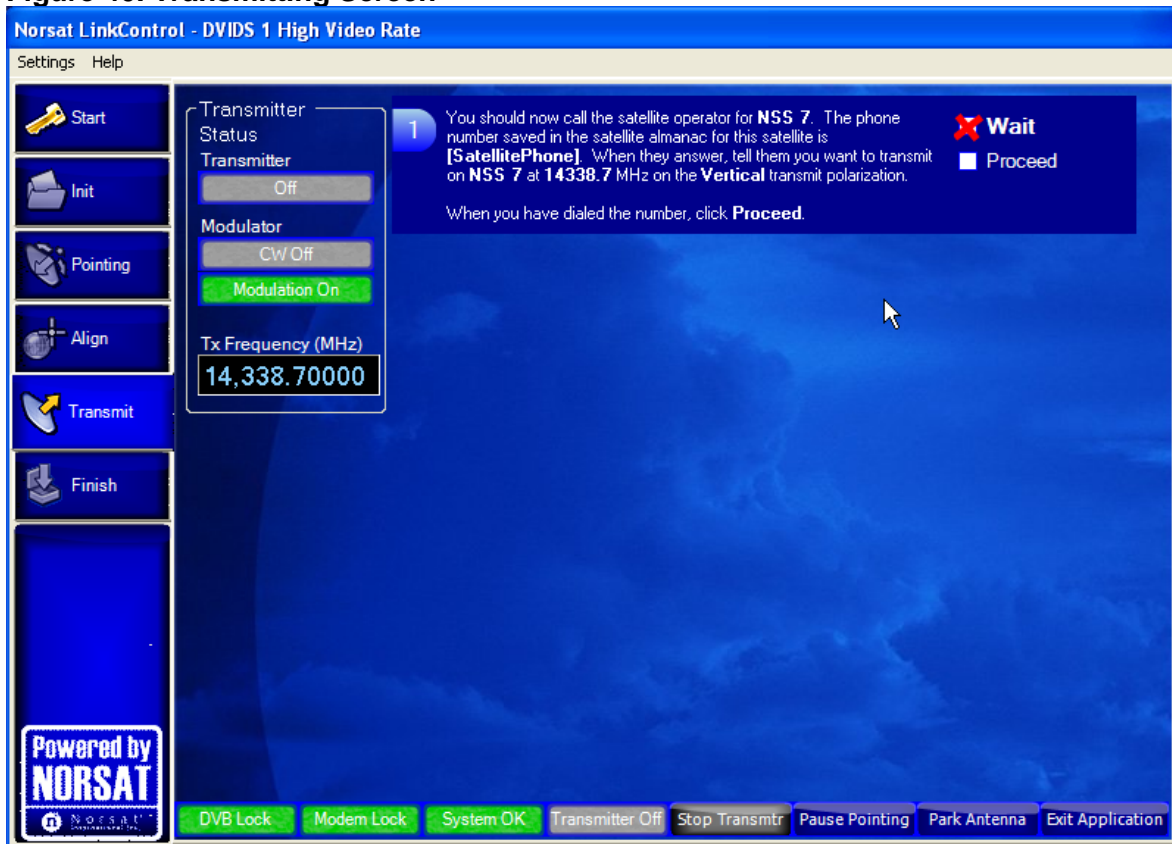 Norsat LinkControl - DVIDS 1 High Video Rate
Settings Help
Start
Init
Pointing
Align
Transmit
Finish
Powered by
NORSAT
Transmitter
Status
Transmitter
Off
Modulator
CW Off
Modulation On
Tx Frequency (MHz)
14,338.70000
1
You should now call the satellite operator for NSS 7. The phone
number saved in the satellite almanac for this satellite is
[SatellitePhone]. When they answer, tell them you want to transmit
on NSS 7 at 14338.7 MHz on the Vertical transmit polarization.
When you have dialed the number, click Proceed.
Wait
Proceed
DVB Lock
Modem Lock
System OK
Transmitter Off
Stop Transmtr
Pause Pointing
Park Antenna
Exit Application